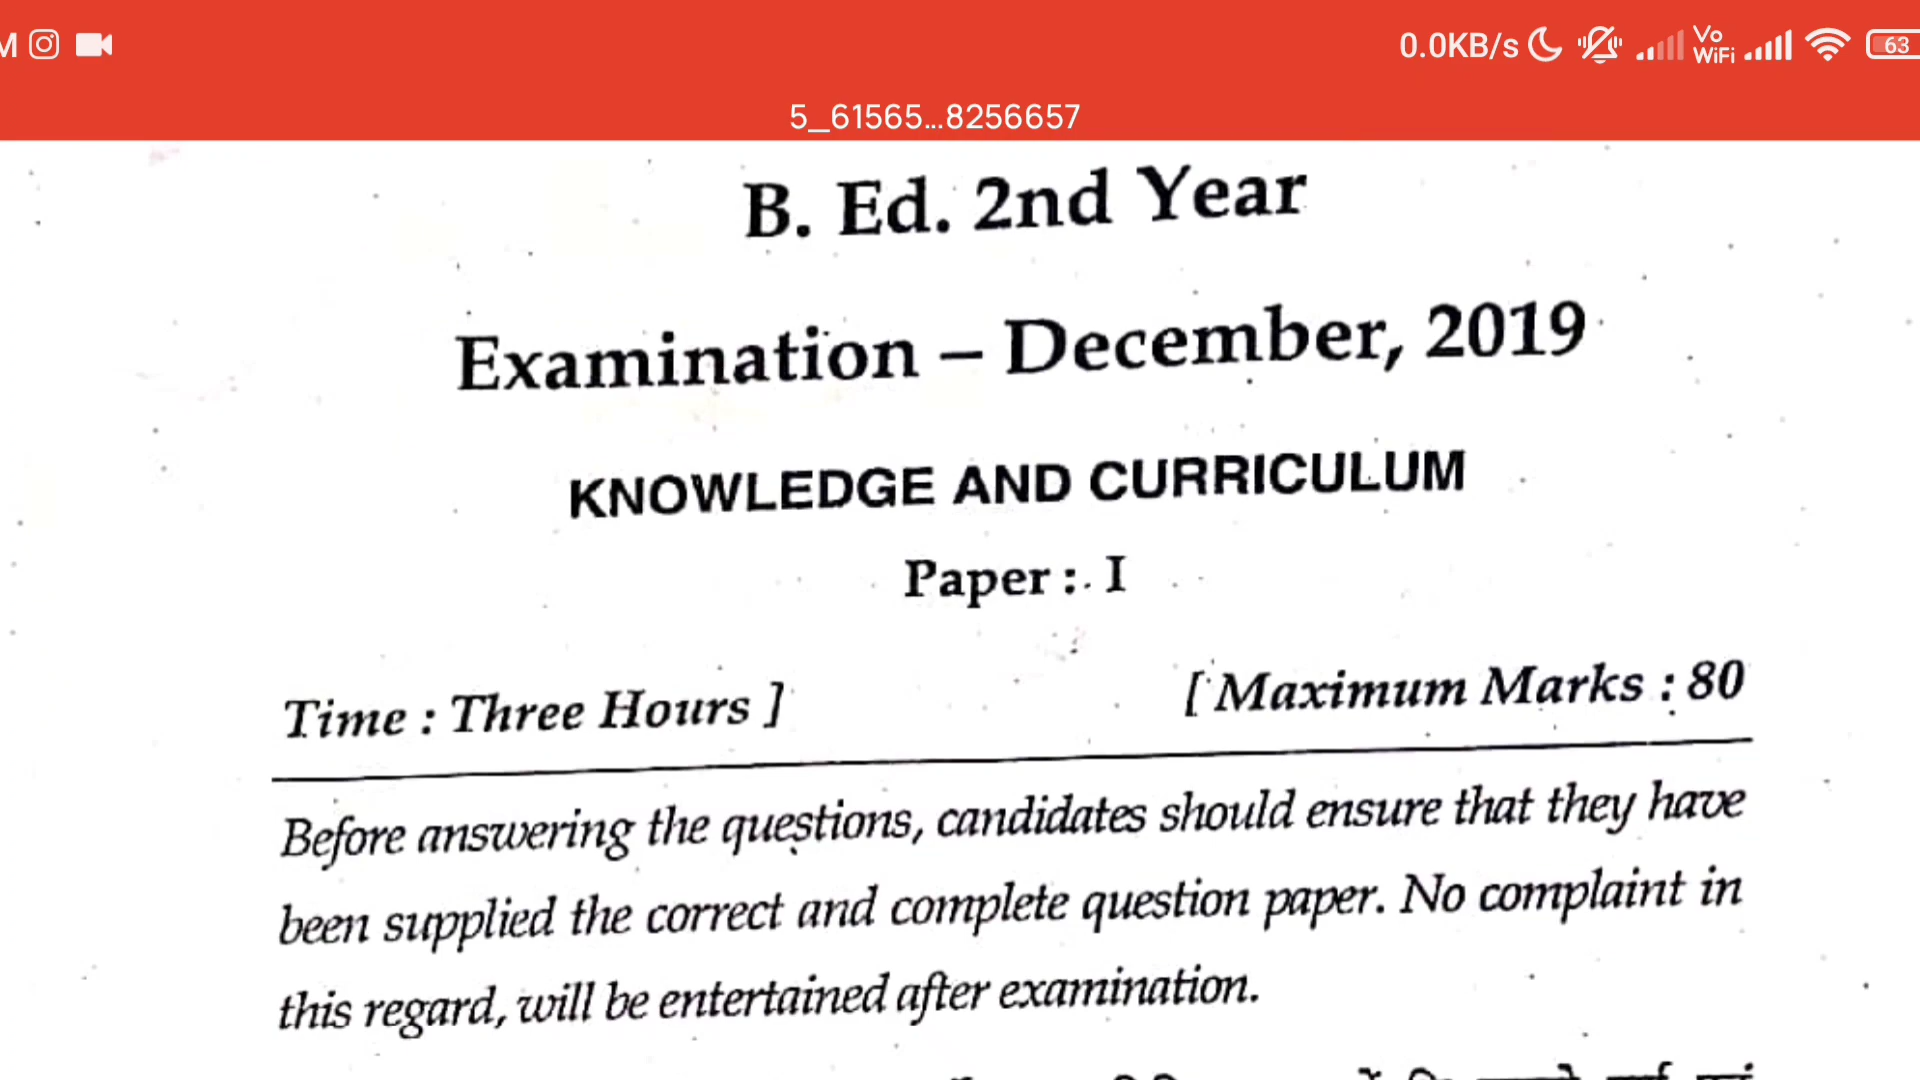 M
0.0KB/s Vo WiFi 63
5_61565...8256657
B. Ed. 2nd Year
Examination – December, 2019
KNOWLEDGE AND CURRICULUM
Paper : I
Time : Three Hours ] [ Maximum Marks : 80
Before answering the questions, candidates should ensure that they have
been supplied the correct and complete question paper. No complaint in
this regard, will be entertained after examination.